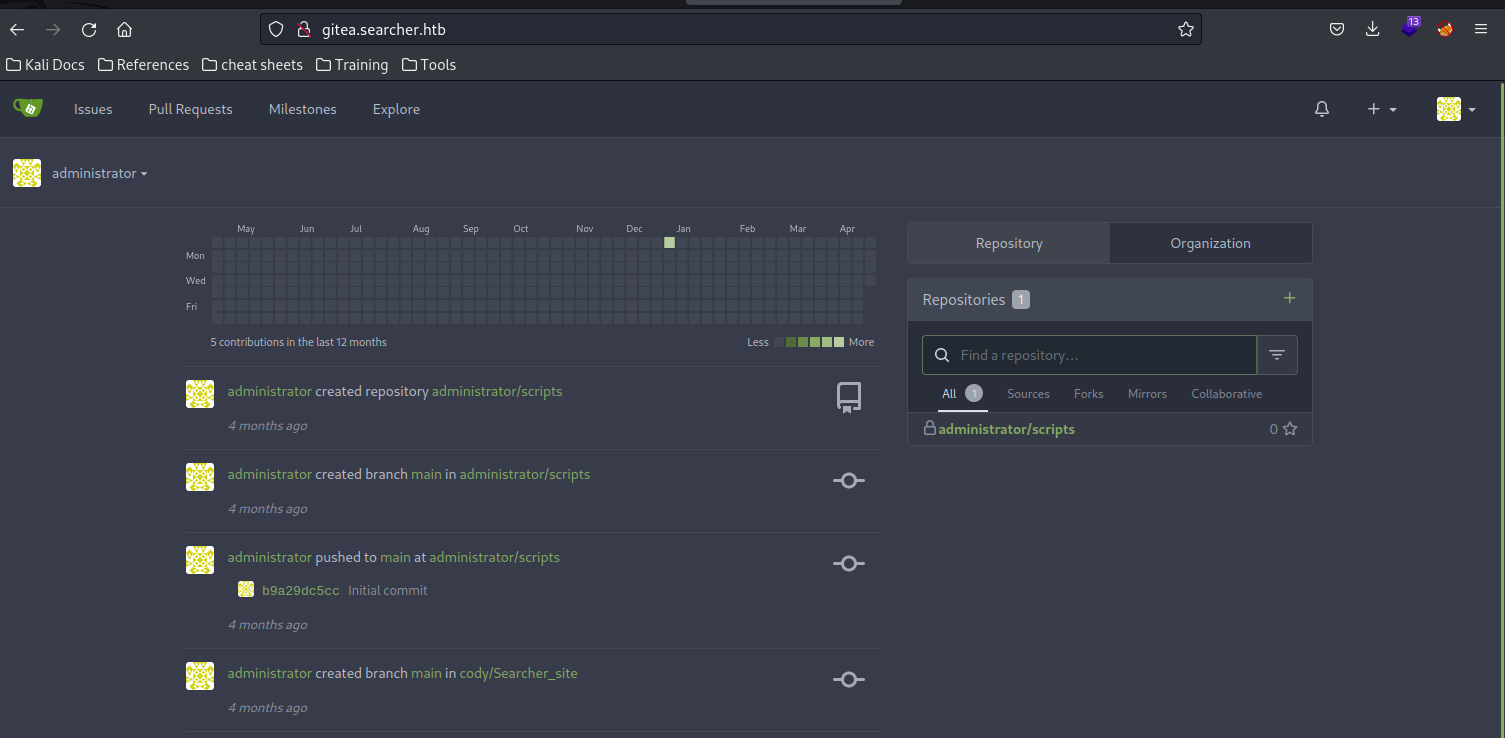 gitea.searcher.htb
13
Kali Docs References cheat sheets Training Tools
Issues Pull Requests Milestones Explore
administrator
May Jun Jul Aug Sep Oct Nov Dec Jan Feb Mar Apr
Mon
Wed
Fri
5 contributions in the last 12 months Less More
administrator created repository administrator/scripts
4 months ago
administrator created branch main in administrator/scripts
4 months ago
administrator pushed to main at administrator/scripts
b9a29dc5cc Initial commit
4 months ago
administrator created branch main in cody/Searcher_site
4 months ago
Repository Organization
Repositories 1
Find a repository...
All 1 Sources Forks Mirrors Collaborative
administrator/scripts 0